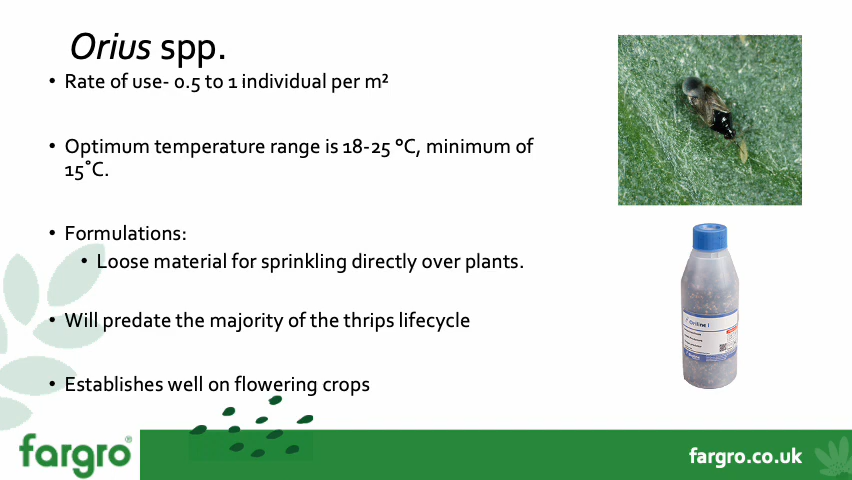 Orius spp.
• Rate of use- 0.5 to 1 individual per m²
• Optimum temperature range is 18-25 °C, minimum of
15˚C.
• Formulations:
• Loose material for sprinkling directly over plants.
• Will predate the majority of the thrips lifecycle
• Establishes well on flowering crops
Oriline i
fargro®
fargro.co.uk